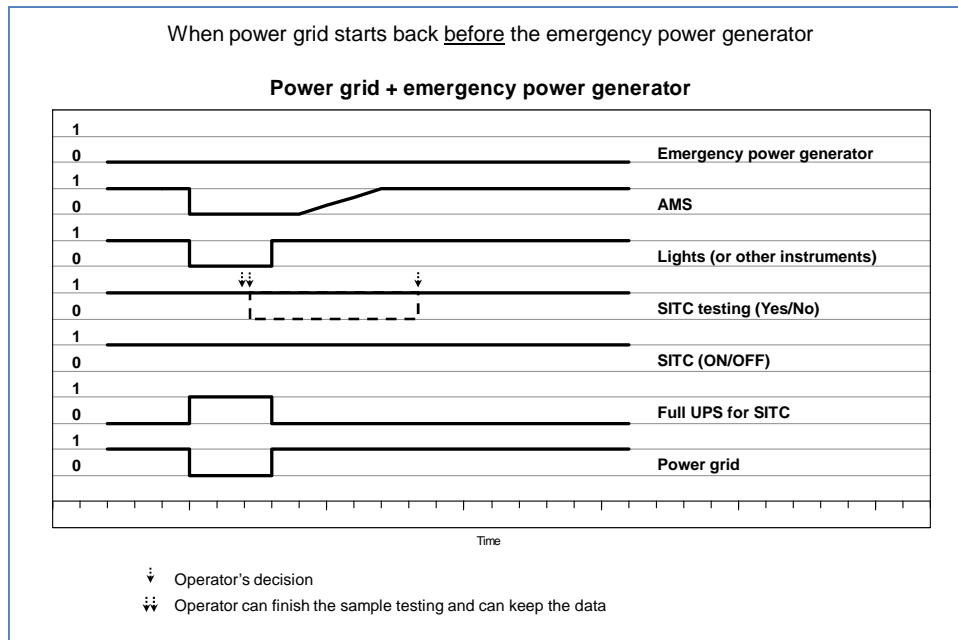 When power grid starts back before the emergency power generator
Power grid + emergency power generator
1
0 Emergency power generator
1
0 AMS
1
0 Lights (or other instruments)
1
0 SITC testing (Yes/No)
1
0 SITC (ON/OFF)
1
0 Full UPS for SITC
1
0 Power grid
Time
Operator's decision
Operator can finish the sample testing and can keep the data